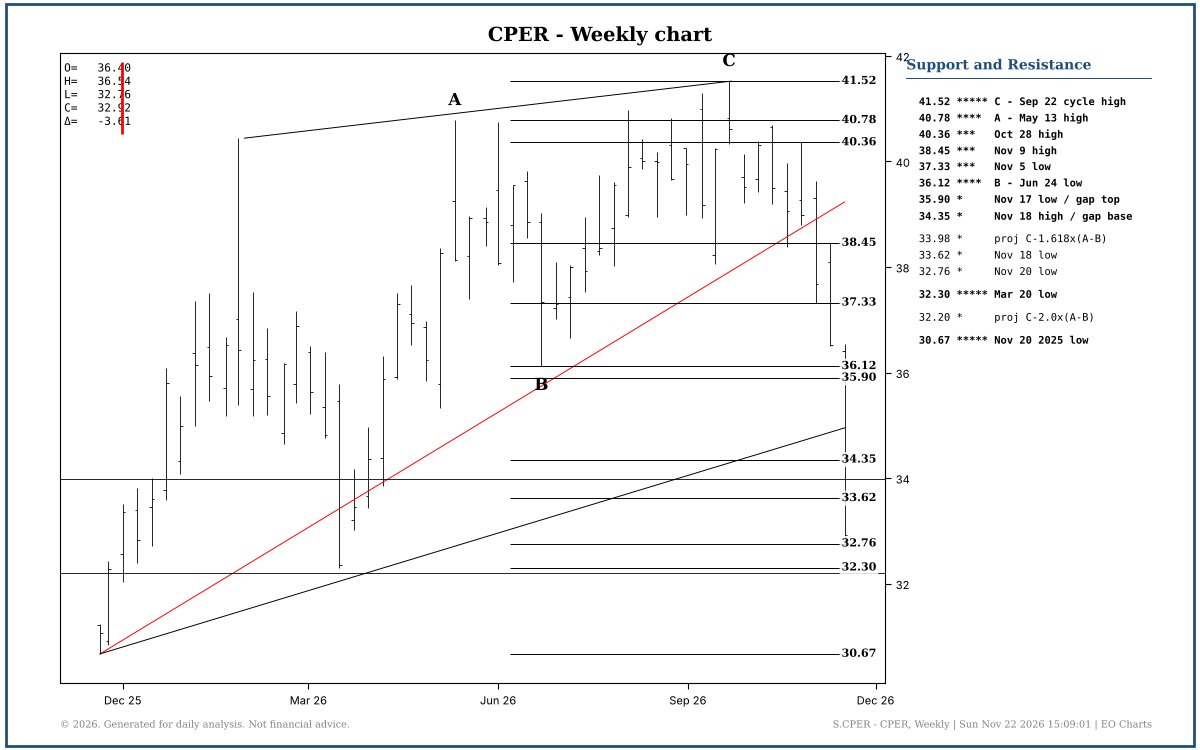 CPER - Weekly chart
O= 36.40
H= 36.54
L= 32.76
C= 32.92
Δ= -3.61
A
B
C
41.52
40.78
40.36
38.45
37.33
36.12
35.90
34.35
33.62
32.76
32.30
30.67
42
40
38
36
34
32
Dec 25
Mar 26
Jun 26
Sep 26
Dec 26
Support and Resistance
41.52 ***** C - Sep 22 cycle high
40.78 **** A - May 13 high
40.36 *** Oct 28 high
38.45 *** Nov 9 high
37.33 *** Nov 5 low
36.12 **** B - Jun 24 low
35.90 * Nov 17 low / gap top
34.35 * Nov 18 high / gap base
33.98 * proj C-1.618x(A-B)
33.62 * Nov 18 low
32.76 * Nov 20 low
32.30 ***** Mar 20 low
32.20 * proj C-2.0x(A-B)
30.67 ***** Nov 20 2025 low
© 2026. Generated for daily analysis. Not financial advice.
S.CPER - CPER, Weekly | Sun Nov 22 2026 15:09:01 | EO Charts